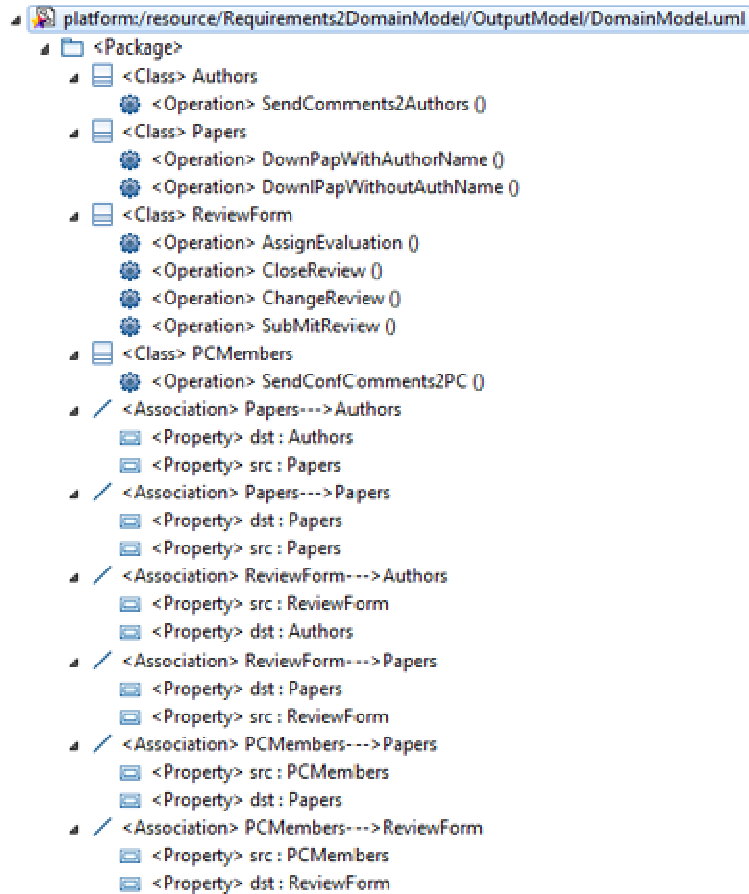 platform:/resource/Requirements2DomainModel/OutputModel/DomainModel.uml
<Package>
<Class> Authors
<Operation> SendComments2Authors ()
<Class> Papers
<Operation> DownPapWithAuthorName ()
<Operation> DownlPapWithoutAuthName ()
<Class> ReviewForm
<Operation> AssignEvaluation ()
<Operation> CloseReview ()
<Operation> ChangeReview ()
<Operation> SubMitReview ()
<Class> PCMembers
<Operation> SendConfComments2PC ()
<Association> Papers--->Authors
<Property> dst : Authors
<Property> src : Papers
<Association> Papers--->Papers
<Property> dst : Papers
<Property> src : Papers
<Association> ReviewForm--->Authors
<Property> src : ReviewForm
<Property> dst : Authors
<Association> ReviewForm--->Papers
<Property> dst : Papers
<Property> src : ReviewForm
<Association> PCMembers--->Papers
<Property> src : PCMembers
<Property> dst : Papers
<Association> PCMembers--->ReviewForm
<Property> src : PCMembers
<Property> dst : ReviewForm